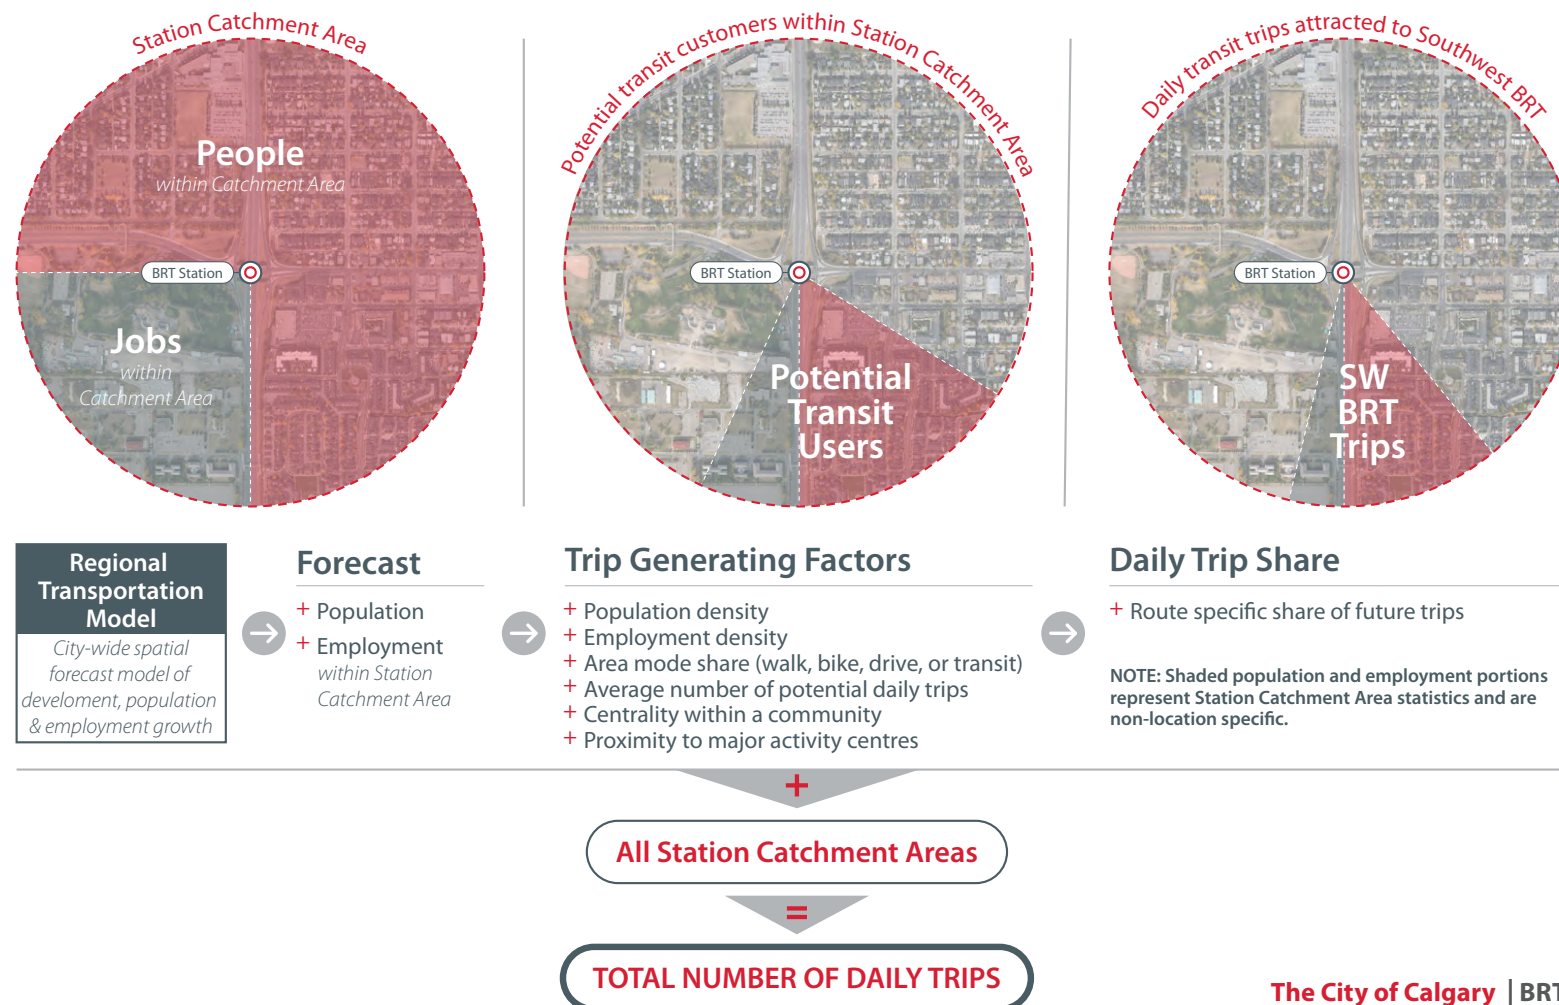 Station Catchment Area
People
within Catchment Area
BRT Station
Jobs
within
Catchment Area
Potential transit customers within Station Catchment Area
BRT Station
Potential
Transit
Users
Daily transit trips attracted to Southwest BRT
BRT Station
SW
BRT
Trips
Regional
Transportation
Model
City-wide spatial
forecast model of
develoment, population
& employment growth
Forecast
+ Population
+ Employment
within Station
Catchment Area
Trip Generating Factors
+ Population density
+ Employment density
+ Area mode share (walk, bike, drive, or transit)
+ Average number of potential daily trips
+ Centrality within a community
+ Proximity to major activity centres
Daily Trip Share
+ Route specific share of future trips
NOTE: Shaded population and employment portions
represent Station Catchment Area statistics and are
non-location specific.
+
All Station Catchment Areas
=
TOTAL NUMBER OF DAILY TRIPS
The City of Calgary | BRT